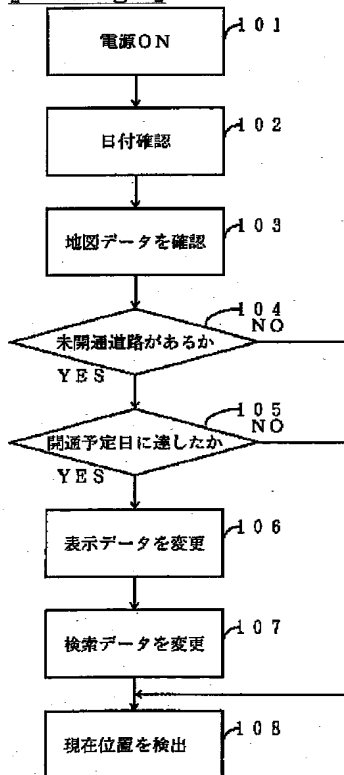 101
電源ON
102
日付確認
103
地図データを確認
104
NO
未開通道路があるか
YES
105
NO
開通予定日に達したか
YES
106
表示データを変更
107
検索データを変更
108
現在位置を検出